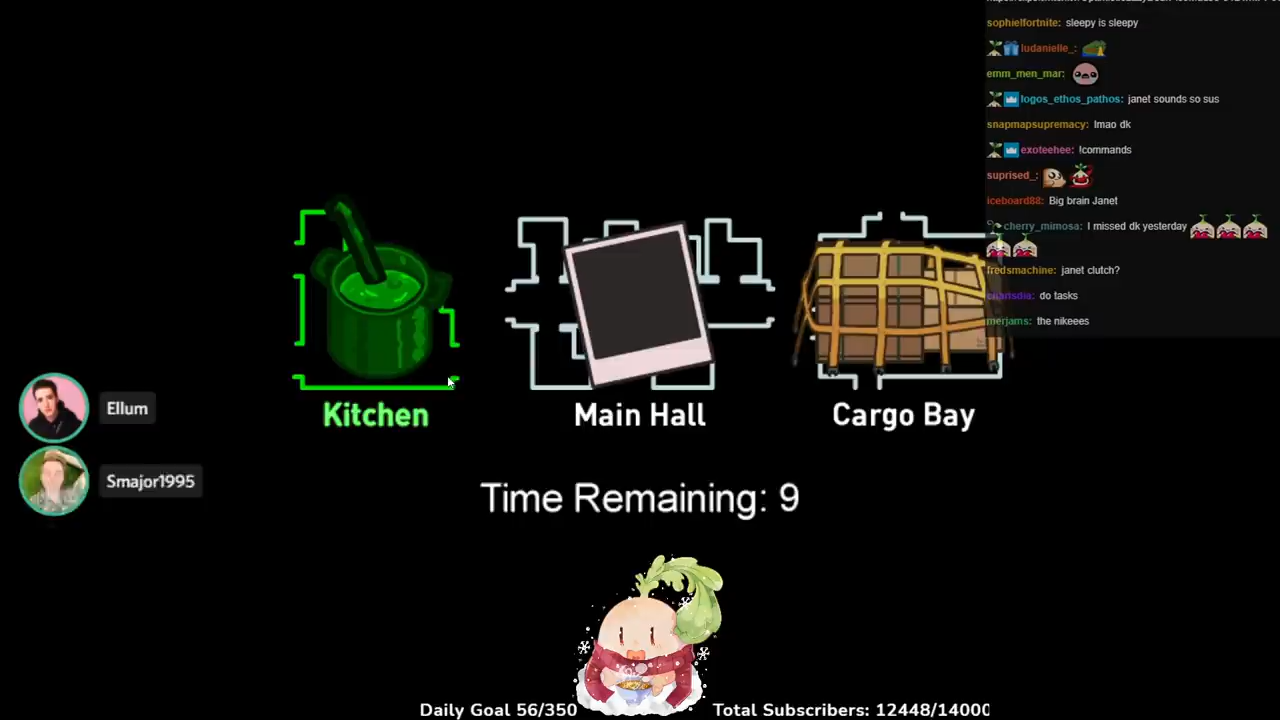 sophielfortnite: sleepy is sleepy
ludanielle_:
emm_men_mar:
logos_ethos_pathos: janet sounds so sus
snapmapsupremacy: lmao dk
exoteehee: !commands
suprised_:
iceboard88: Big brain Janet
cherry_mimosa: I missed dk yesterday
fredsmachine: janet clutch?
do tasks
merjams: the nikeees
Kitchen
Main Hall
Cargo Bay
Ellum
Smajor1995
Time Remaining: 9
Daily Goal 56/350
Total Subscribers: 12448/14000